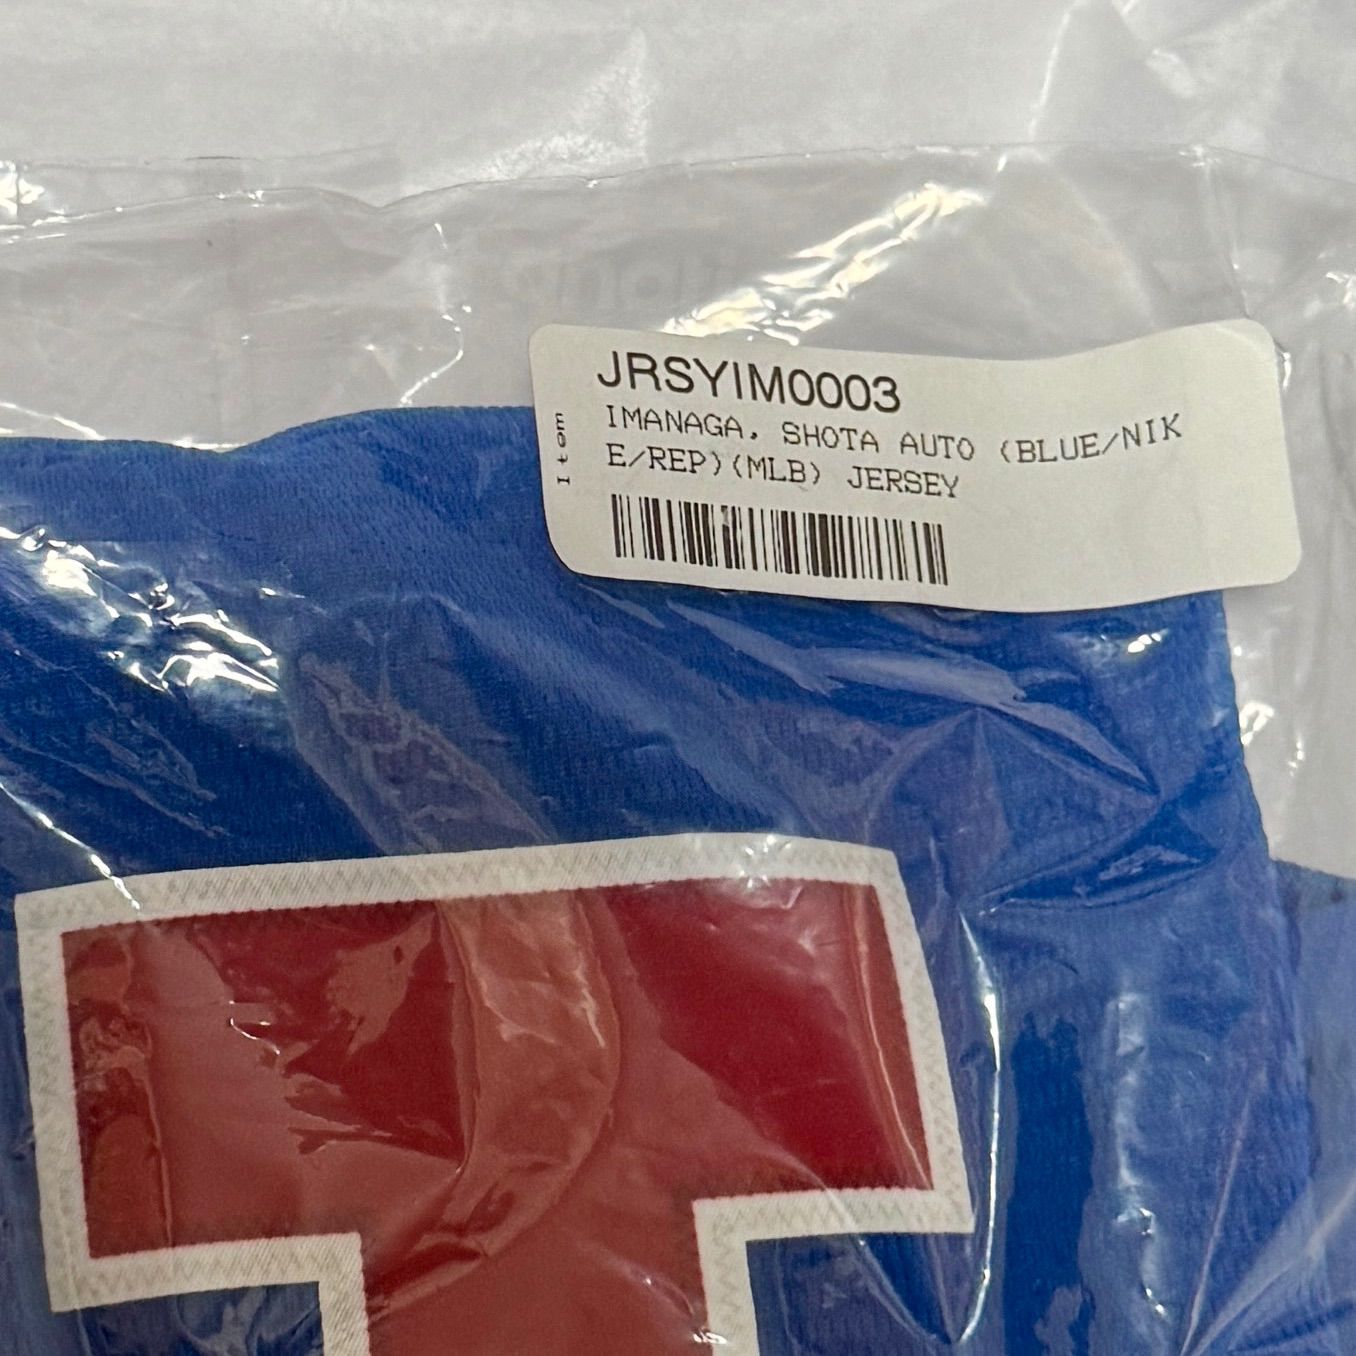 JRSYIM0003
IMANAGA, SHOTA AUTO (BLUE/NIK
E/REP)(MLB) JERSEY
Item